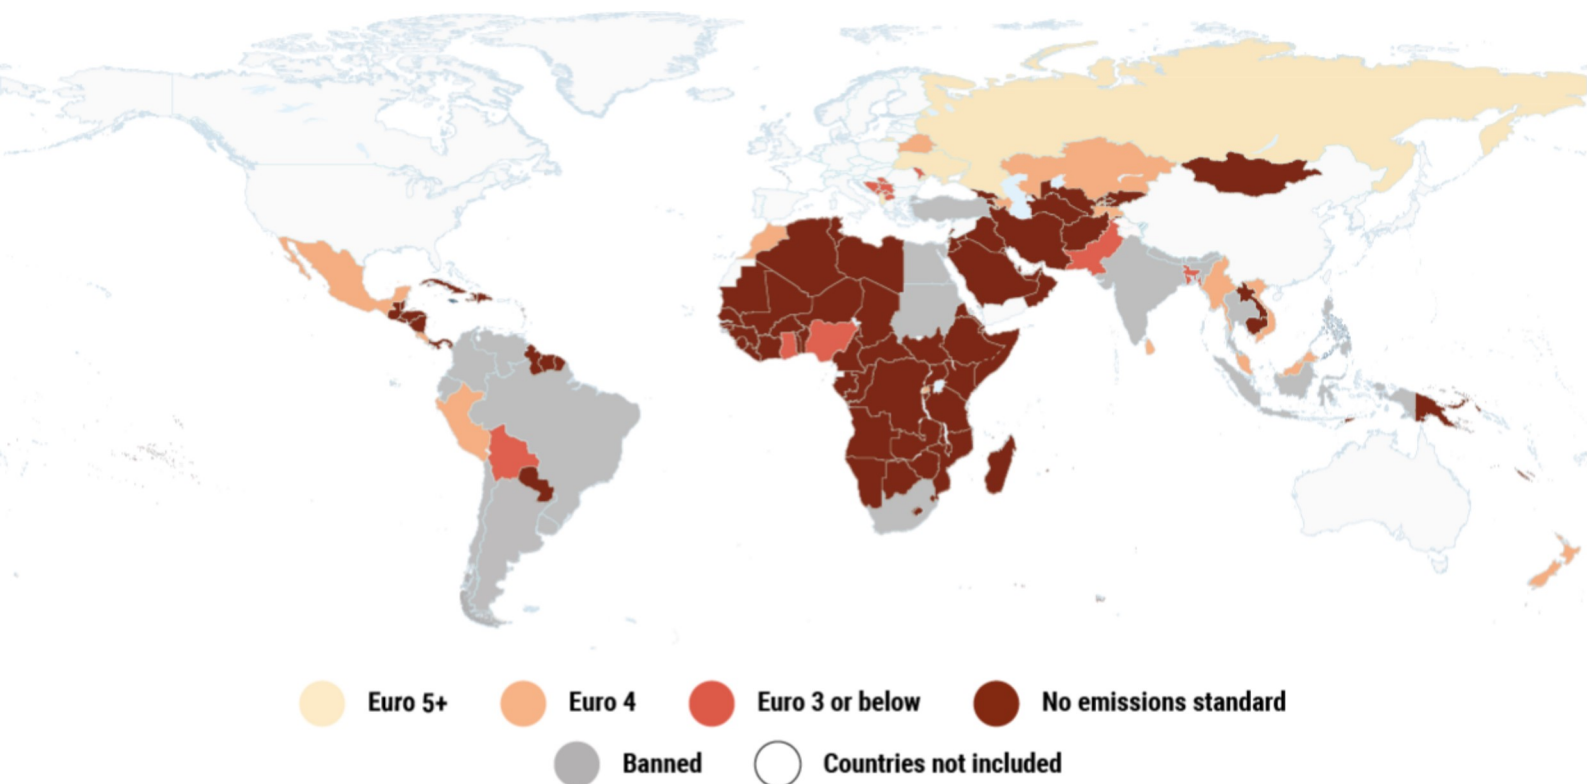 Euro 5+ Euro 4 Euro 3 or below No emissions standard
Banned Countries not included